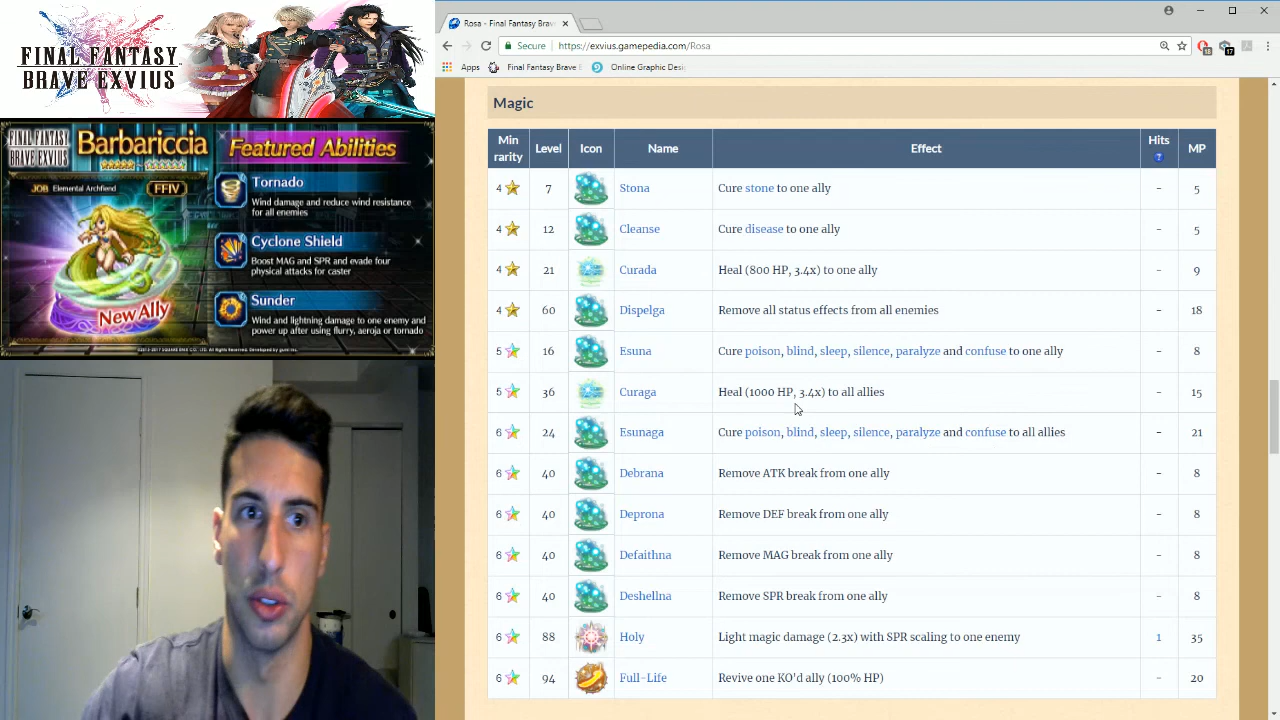 FINAL FANTASY
BRAVE EXVIUS
FINAL FANTASY
BRAVE EXVIUS
Barbariccia
JOB Elemental Archfiend FFIV
New Ally
Featured Abilities
Tornado
Wind damage and reduce wind resistance
for all enemies
Cyclone Shield
Boost MAG and SPR and evade four
physical attacks for caster
Sunder
Wind and lightning damage to one enemy and
power up after using flurry, aeroja or tornado
Rosa - Final Fantasy Brav
Secure https://exvius.gamepedia.com/Rosa
Apps Final Fantasy Brave Online Graphic Desi
Magic
Min rarity Level Icon Name Effect Hits MP
4 Stona Cure stone to one ally - 5
4 12 Cleanse Cure disease to one ally - 5
4 21 Curada Heal (800 HP, 3.4x) to one ally - 9
4 60 Dispelga Remove all status effects from all enemies - 18
5 16 Esuna Cure poison, blind, sleep, silence, paralyze and confuse to one ally - 8
5 36 Curaga Heal (1000 HP, 3.4x) to all allies - 15
6 24 Esunaga Cure poison, blind, sleep, silence, paralyze and confuse to all allies - 21
6 40 Debrana Remove ATK break from one ally - 8
6 40 Deprona Remove DEF break from one ally - 8
6 40 Defaithna Remove MAG break from one ally - 8
6 40 Deshellna Remove SPR break from one ally - 8
6 88 Holy Light magic damage (2.3x) with SPR scaling to one enemy 1 35
6 94 Full-Life Revive one KO'd ally (100% HP) - 20